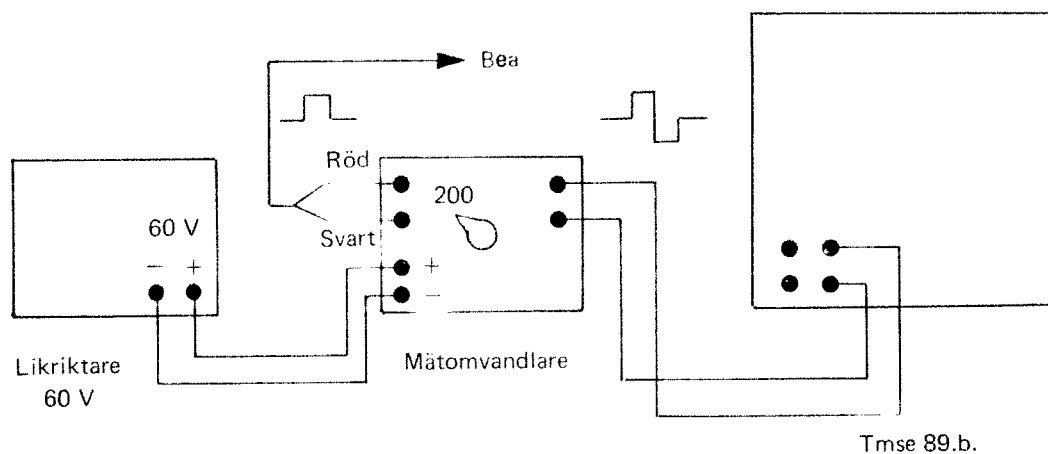 Bea
Röd
200
60 V
Svart
− +
+
−
Likriktare
60 V
Mätomvandlare
Tmse 89.b.